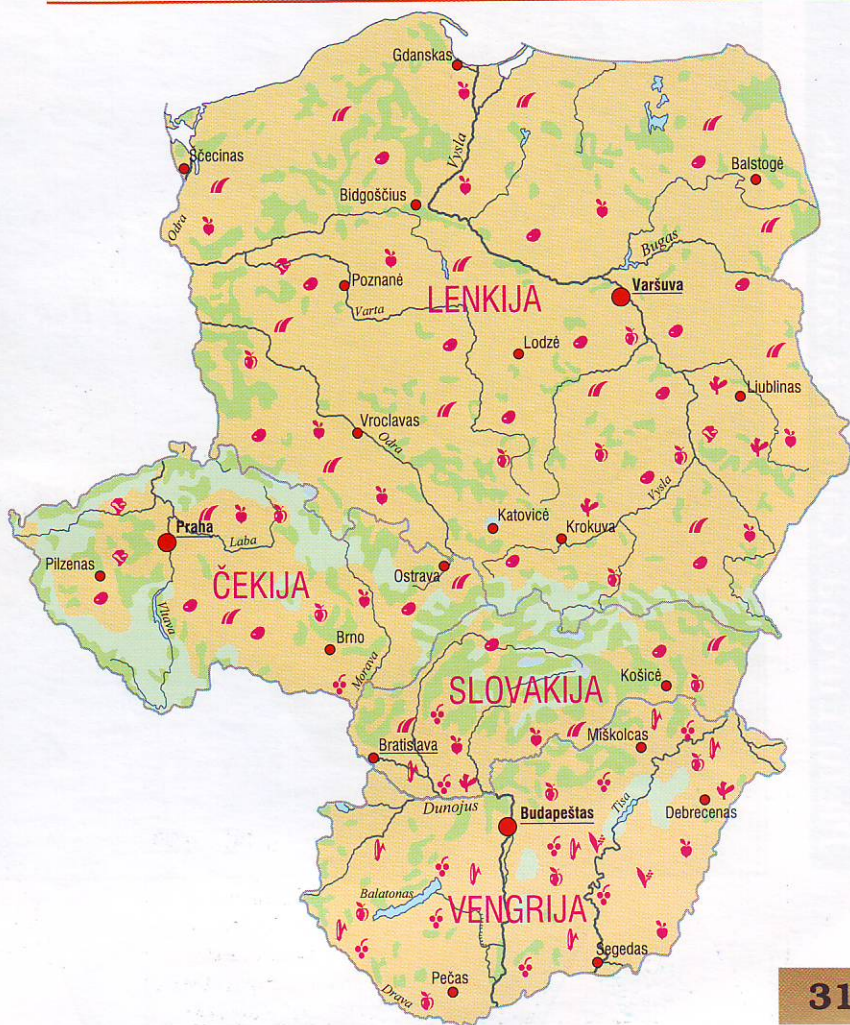 Gdanskas
Ščecinas
Vysla
Balstogė
Bidgoščius
Odra
Bugas
Poznanė
LENKIJA
Varšuva
Varta
Lodzė
Liublinas
Vroclavas
Odra
Vysla
Katovicė
Krokuva
Praha
Laba
Pilzenas
Ostrava
ČEKIJA
Vltava
Brno
Morava
SLOVAKIJA
Košicė
Miškolcas
Bratislava
Dunojus
Budapeštas
Tisa
Debrecenas
Balatonas
VENGRIJA
Segedas
Pečas
Drava
31